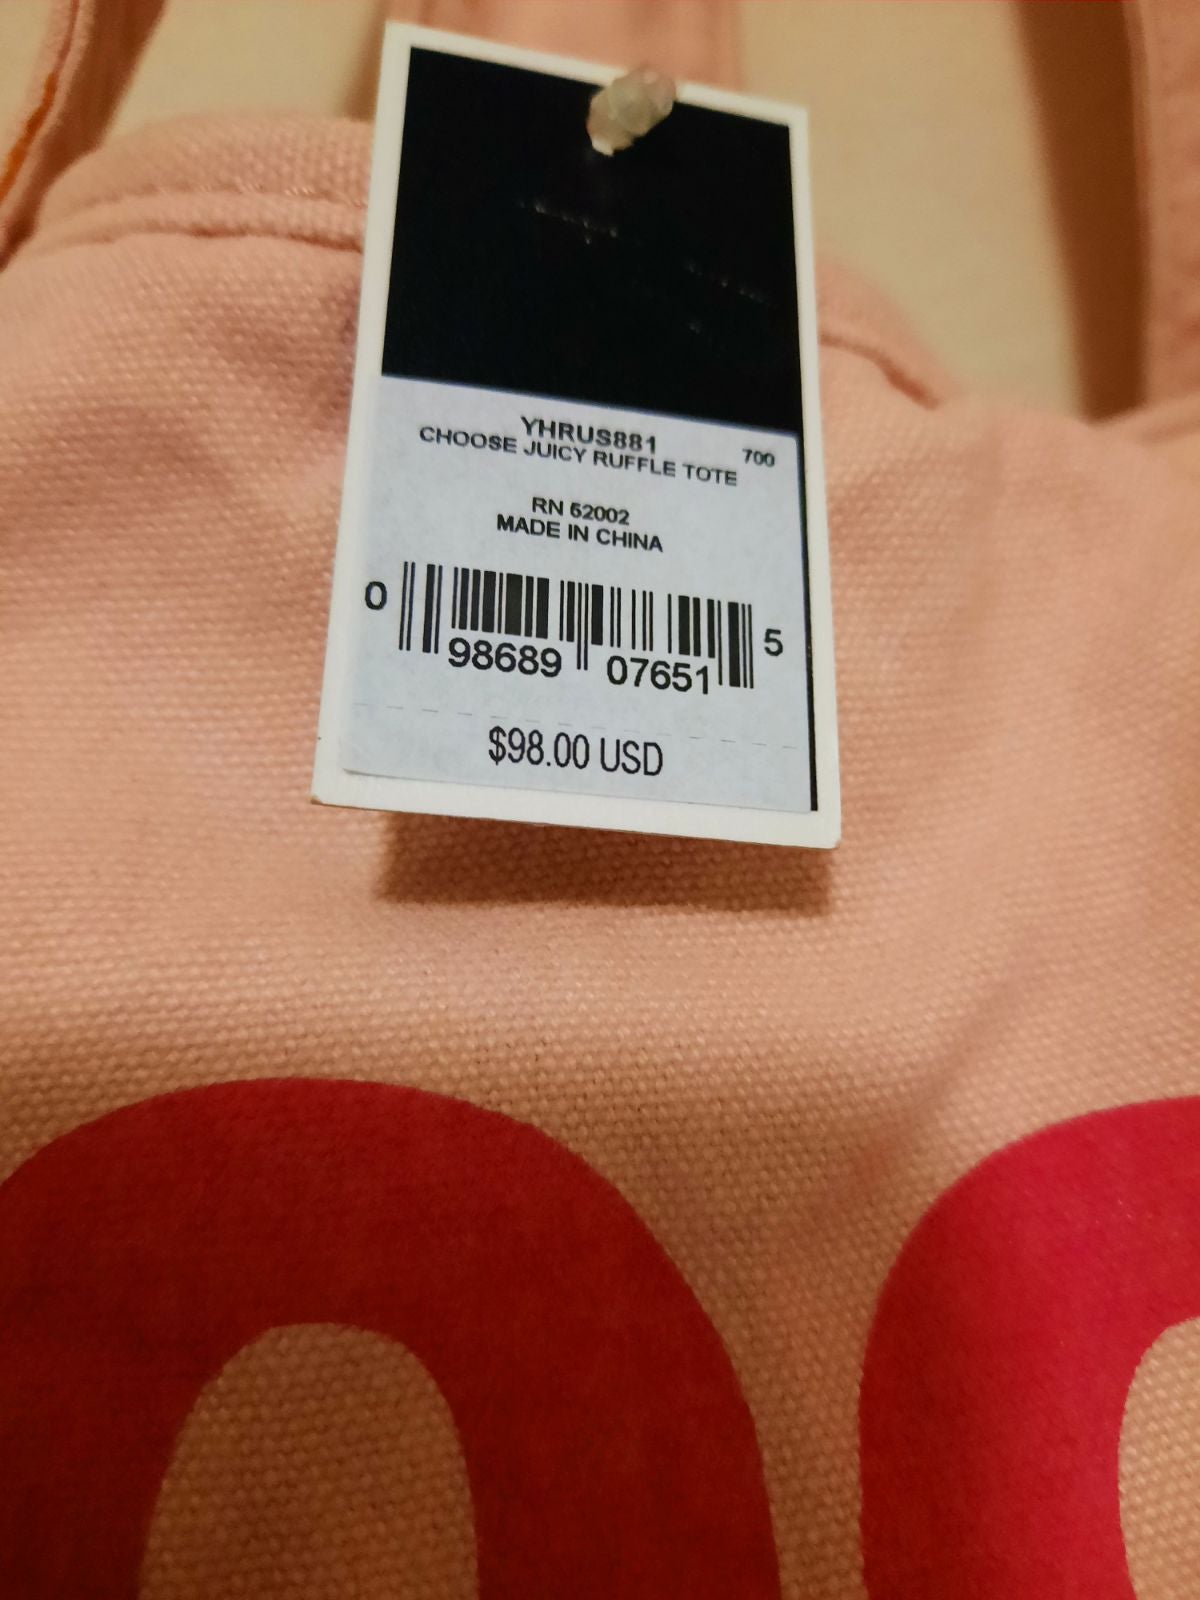 YHRUS881 700
CHOOSE JUICY RUFFLE TOTE
RN 52002
MADE IN CHINA
0 98689 07651 5
$98.00 USD